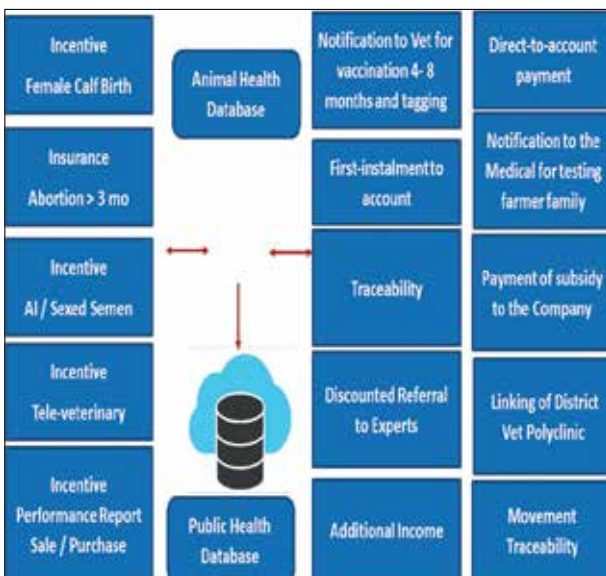 Incentive
Female Calf Birth
Insurance
Abortion > 3 mo
Incentive
AI / Sexed Semen
Incentive
Tele-veterinary
Incentive
Performance Report
Sale / Purchase
Animal Health
Database
Public Health
Database
Notification to Vet for
vaccination 4- 8
months and tagging
First-instalment to
account
Traceability
Discounted Referral
to Experts
Additional Income
Direct-to-account
payment
Notification to the
Medical for testing
farmer family
Payment of subsidy
to the Company
Linking of District
Vet Polyclinic
Movement
Traceability